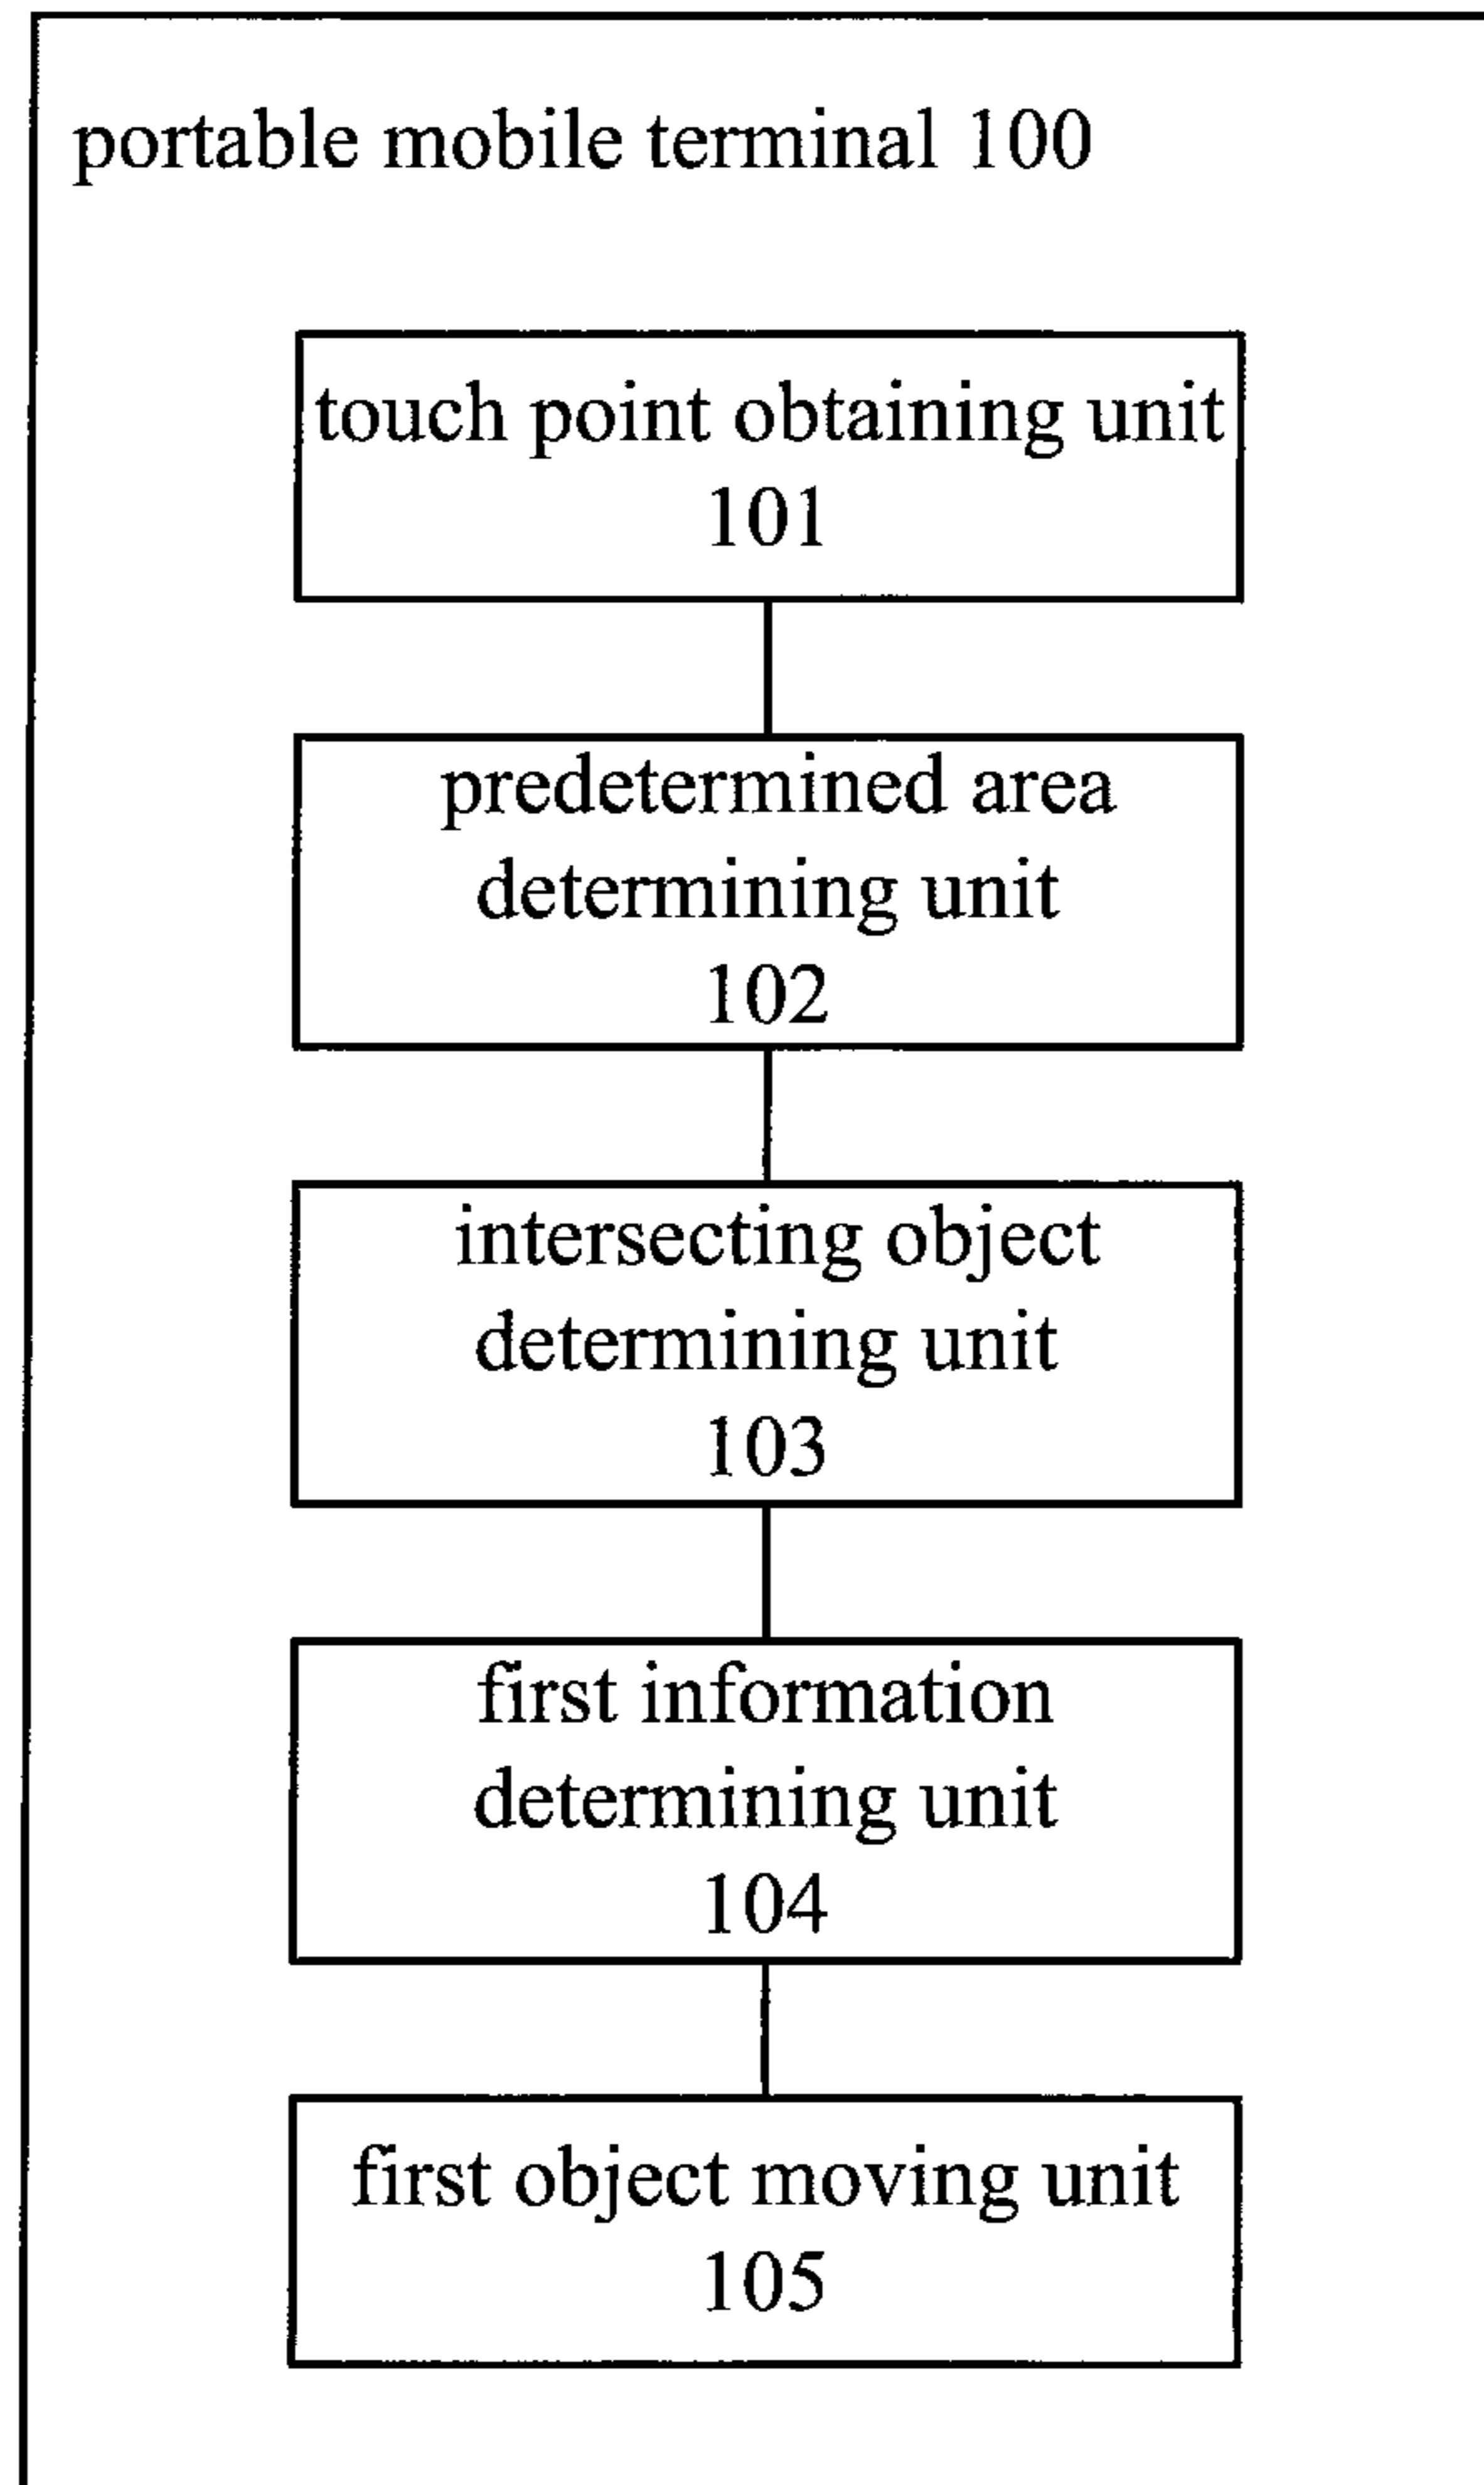 portable mobile terminal 100
touch point obtaining unit
101
predetermined area
determining unit
102
intersecting object
determining unit
103
first information
determining unit
104
first object moving unit
105